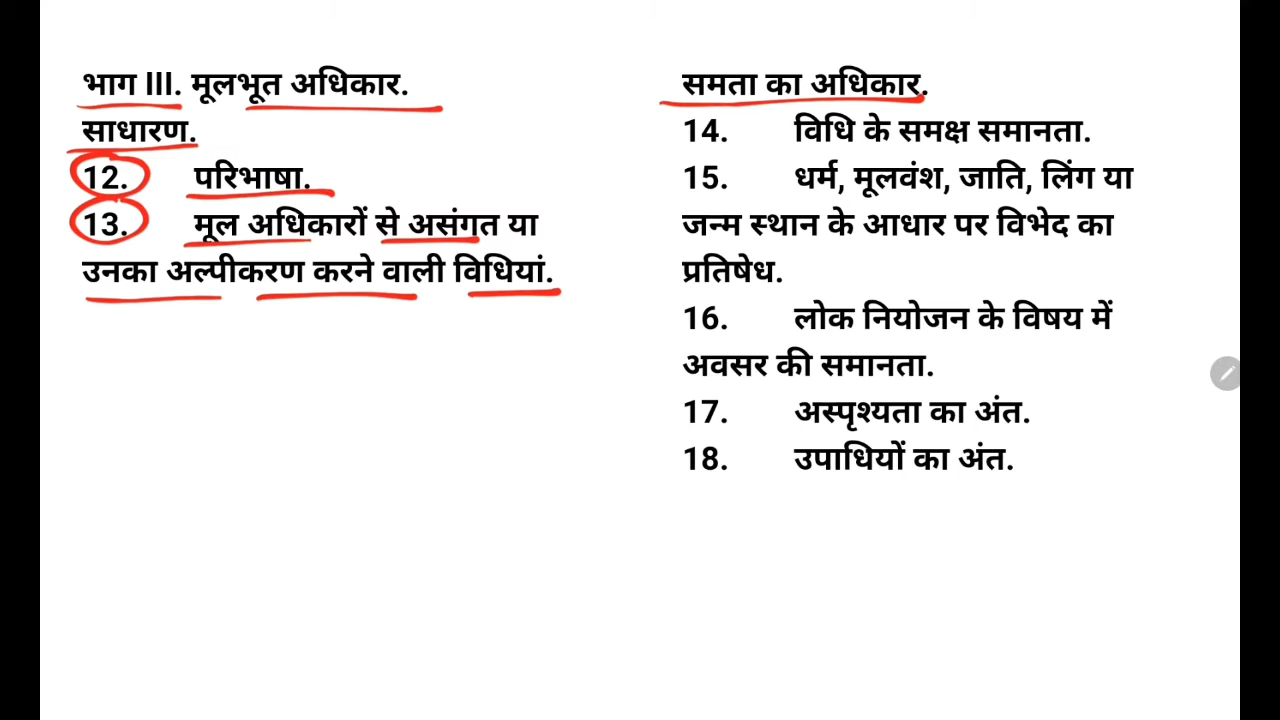 भाग III. मूलभूत अधिकार.
साधारण.
12. परिभाषा.
13. मूल अधिकारों से असंगत या
उनका अल्पीकरण करने वाली विधियां.
समता का अधिकार.
14. विधि के समक्ष समानता.
15. धर्म, मूलवंश, जाति, लिंग या
जन्म स्थान के आधार पर विभेद का
प्रतिषेध.
16. लोक नियोजन के विषय में
अवसर की समानता.
17. अस्पृश्यता का अंत.
18. उपाधियों का अंत.